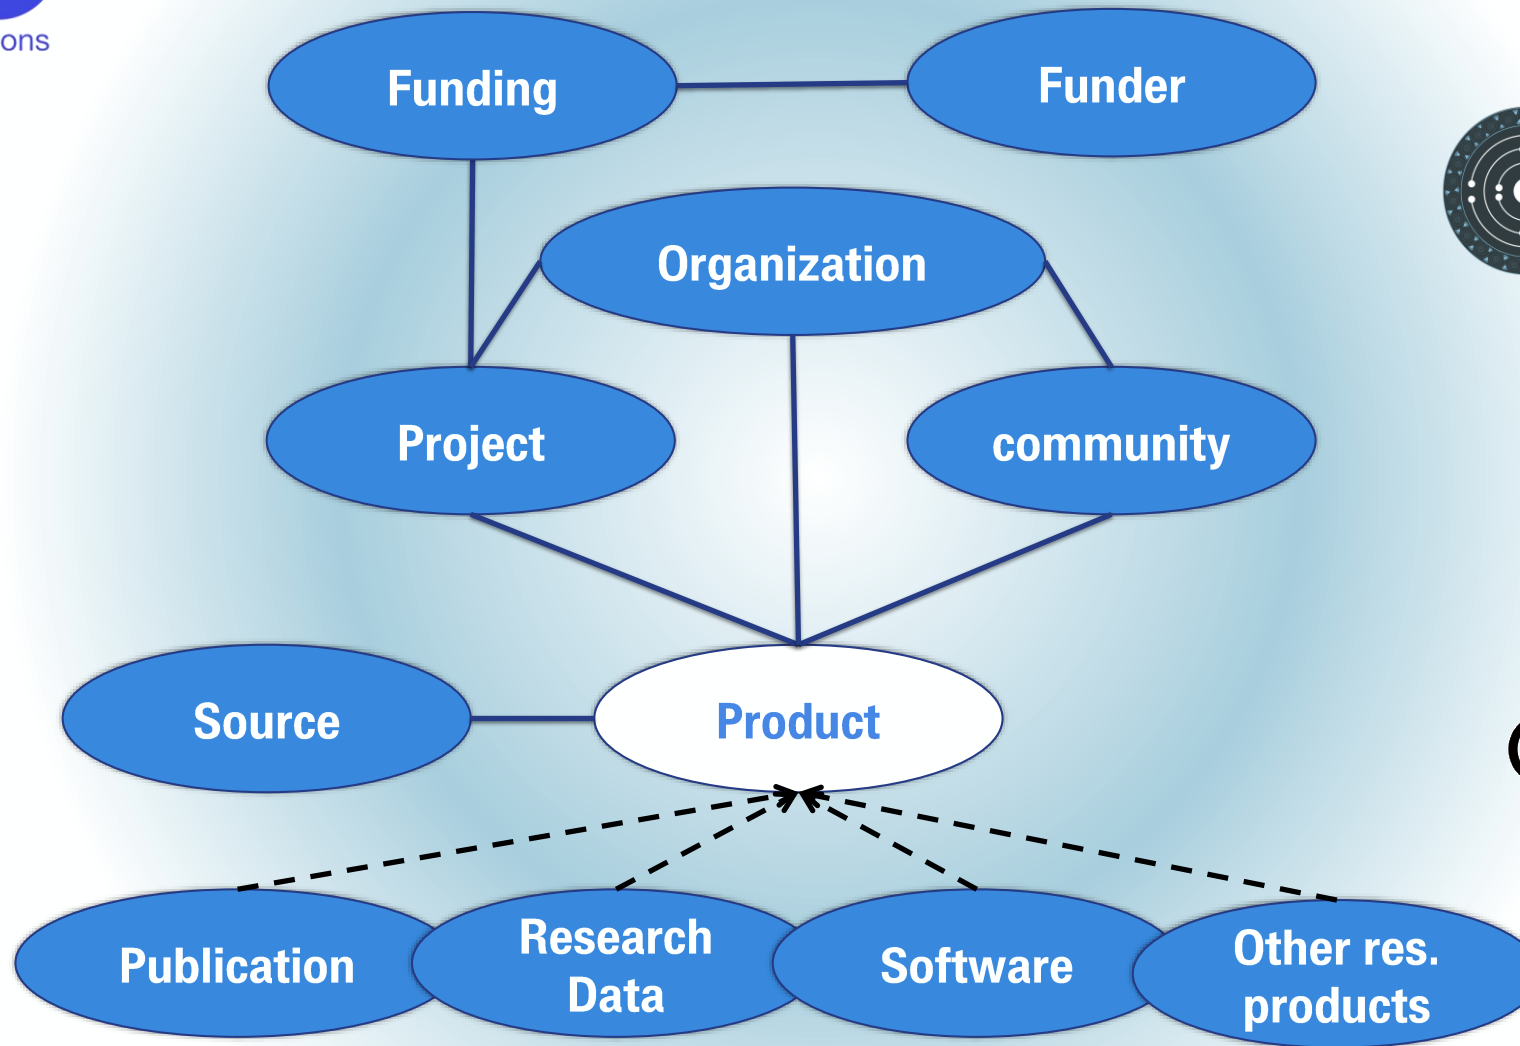 ons
Funding
Funder
Organization
Project
community
Source
Product
Publication
Research
Data
Software
Other res.
products